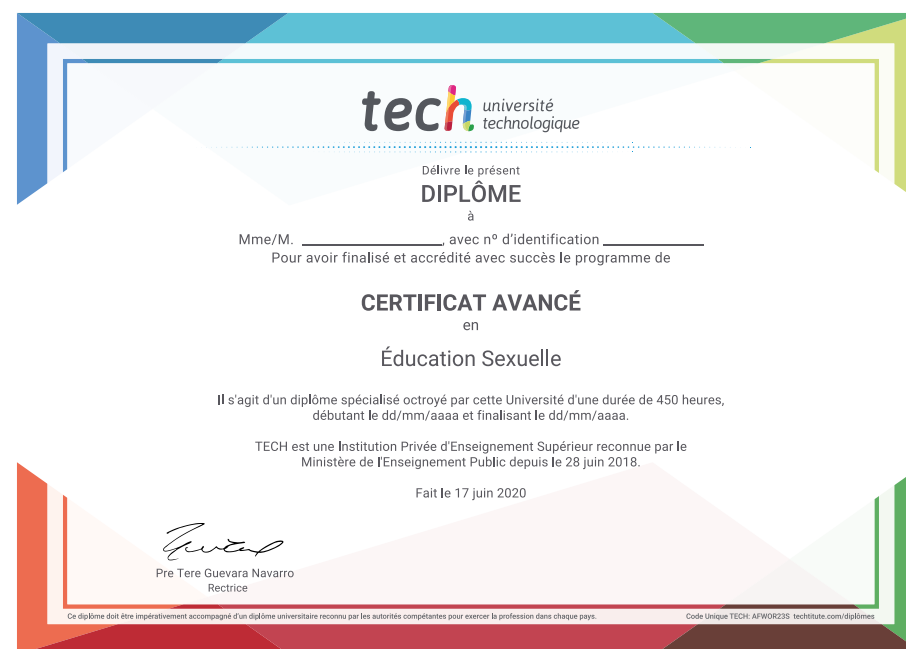 tech université
technologique
Délivre le présent
DIPLÔME
à
Mme/M. ____________________, avec nº d'identification ______________
Pour avoir finalisé et accrédité avec succès le programme de
CERTIFICAT AVANCÉ
en
Éducation Sexuelle
Il s'agit d'un diplôme spécialisé octroyé par cette Université d'une durée de 450 heures,
débutant le dd/mm/aaaa et finalisant le dd/mm/aaaa.
TECH est une Institution Privée d'Enseignement Supérieur reconnue par le
Ministère de l'Enseignement Public depuis le 28 juin 2018.
Fait le 17 juin 2020
Pre Tere Guevara Navarro
Rectrice
Ce diplôme doit être impérativement accompagné d'un diplôme universitaire reconnu par les autorités compétentes pour exercer la profession dans chaque pays.
Code Unique TECH: AFWOR23S techtitute.com/diplômes